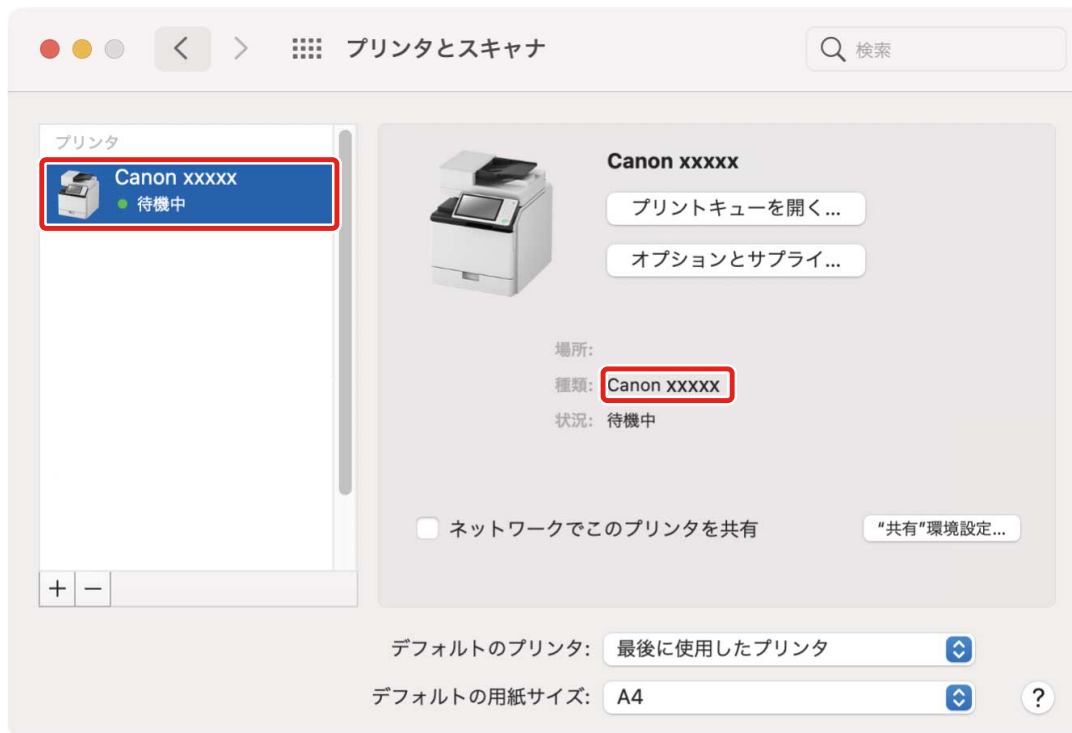 プリンタとスキャナ
検索
プリンタ
Canon xxxxx
待機中
Canon xxxxx
プリントキューを開く...
オプションとサプライ...
場所:
種類: Canon xxxxx
状況: 待機中
ネットワークでこのプリンタを共有
“共有”環境設定...
+ −
デフォルトのプリンタ: 最後に使用したプリンタ
デフォルトの用紙サイズ: A4
?